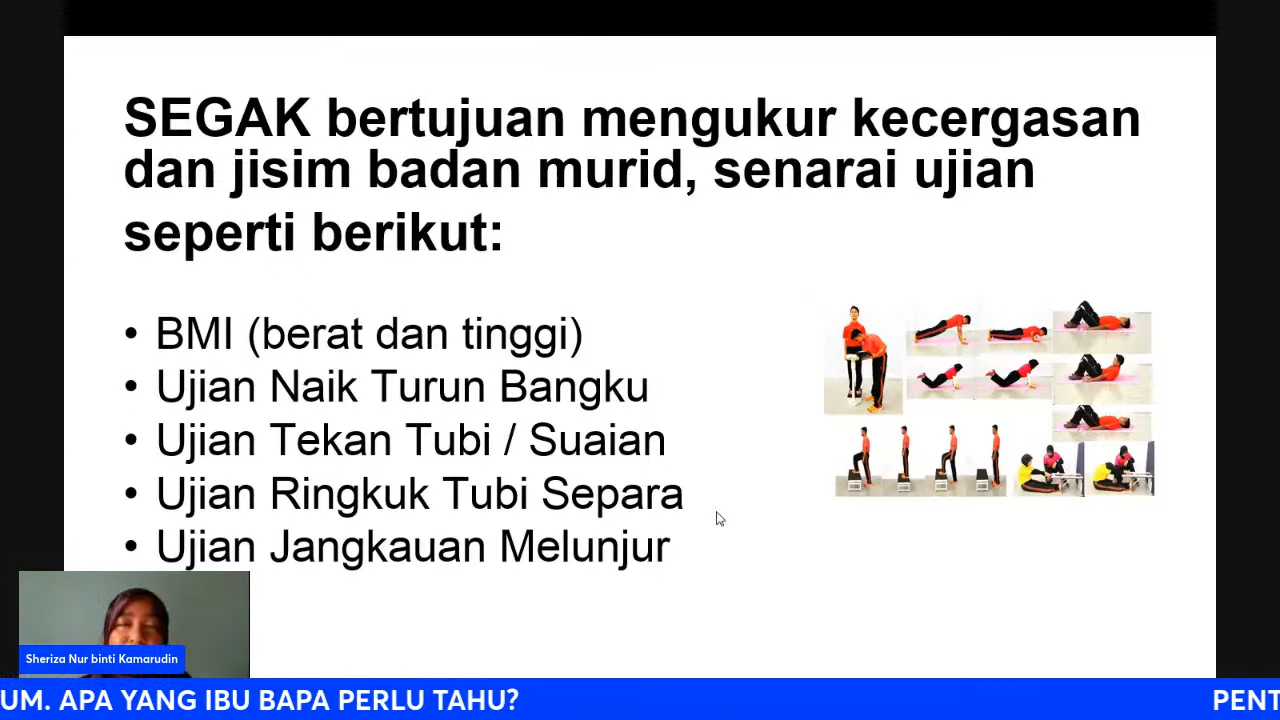 SEGAK bertujuan mengukur kecergasan
dan jisim badan murid, senarai ujian
seperti berikut:
• BMI (berat dan tinggi)
• Ujian Naik Turun Bangku
• Ujian Tekan Tubi / Suaian
• Ujian Ringkuk Tubi Separa
• Ujian Jangkauan Melunjur
Sheriza Nur binti Kamarudin
UM. APA YANG IBU BAPA PERLU TAHU? PENT